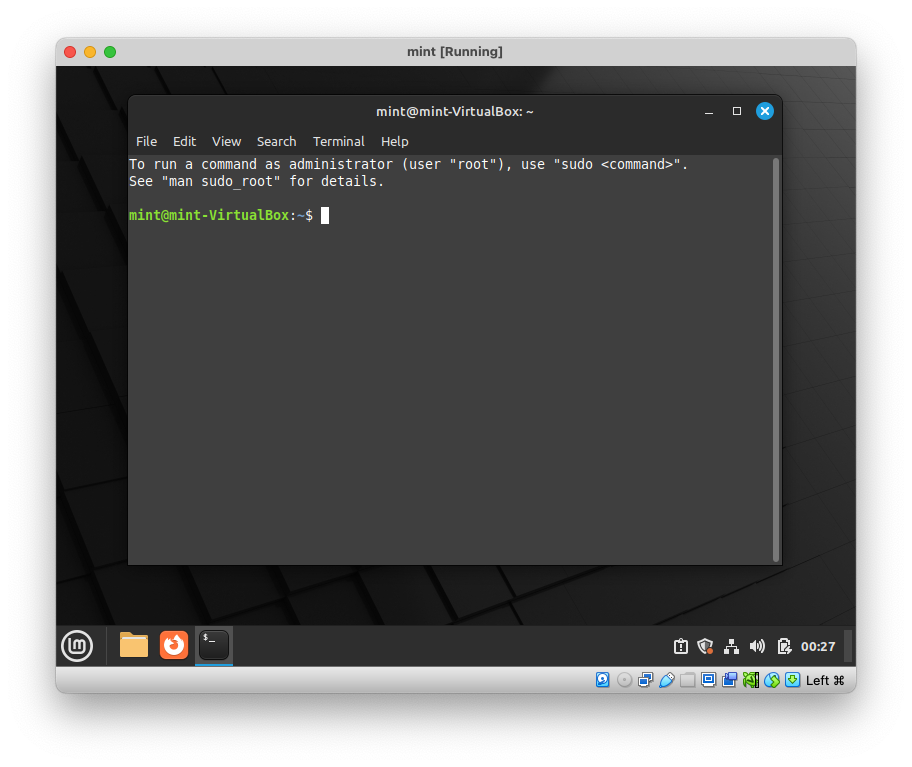 mint [Running]
mint@mint-VirtualBox: ~
File Edit View Search Terminal Help
To run a command as administrator (user "root"), use "sudo <command>".
See "man sudo_root" for details.
mint@mint-VirtualBox:~$
$_
00:27
Left ⌘